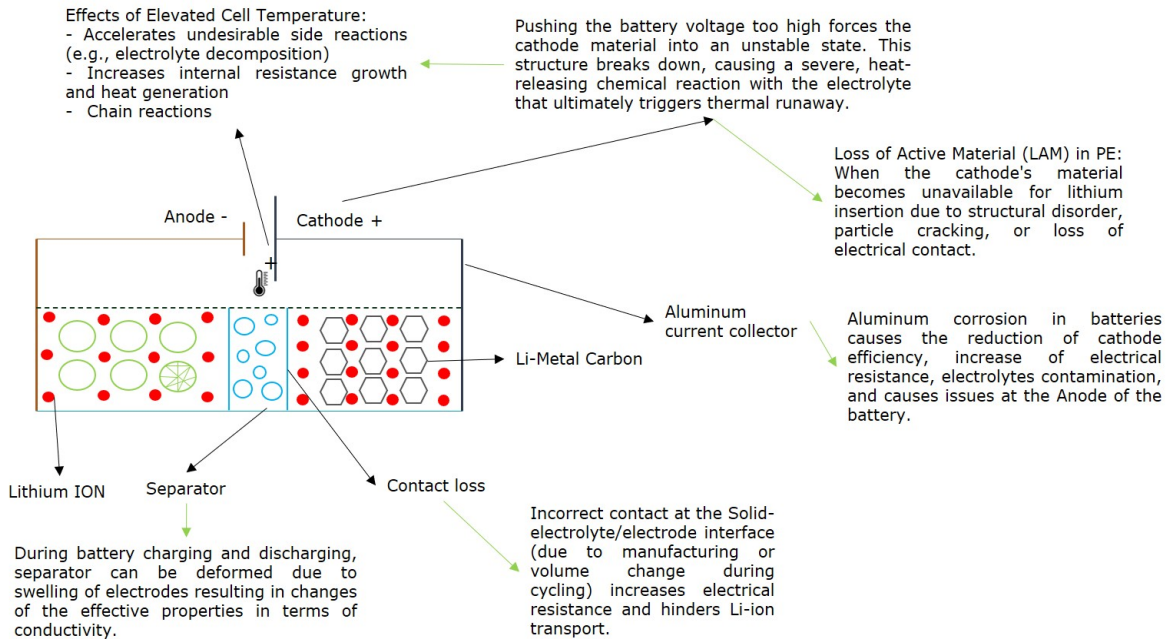 Effects of Elevated Cell Temperature:
- Accelerates undesirable side reactions
(e.g., electrolyte decomposition)
- Increases internal resistance growth
and heat generation
- Chain reactions
Pushing the battery voltage too high forces the
cathode material into an unstable state. This
structure breaks down, causing a severe, heat-
releasing chemical reaction with the electrolyte
that ultimately triggers thermal runaway.
Loss of Active Material (LAM) in PE:
When the cathode's material
becomes unavailable for lithium
insertion due to structural disorder,
particle cracking, or loss of
electrical contact.
Anode -
Cathode +
+
Aluminum
current collector
Li-Metal Carbon
Aluminum corrosion in batteries
causes the reduction of cathode
efficiency, increase of electrical
resistance, electrolytes contamination,
and causes issues at the Anode of the
battery.
Lithium ION
Separator
Contact loss
During battery charging and discharging,
separator can be deformed due to
swelling of electrodes resulting in changes
of the effective properties in terms of
conductivity.
Incorrect contact at the Solid-
electrolyte/electrode interface
(due to manufacturing or
volume change during
cycling) increases electrical
resistance and hinders Li-ion
transport.